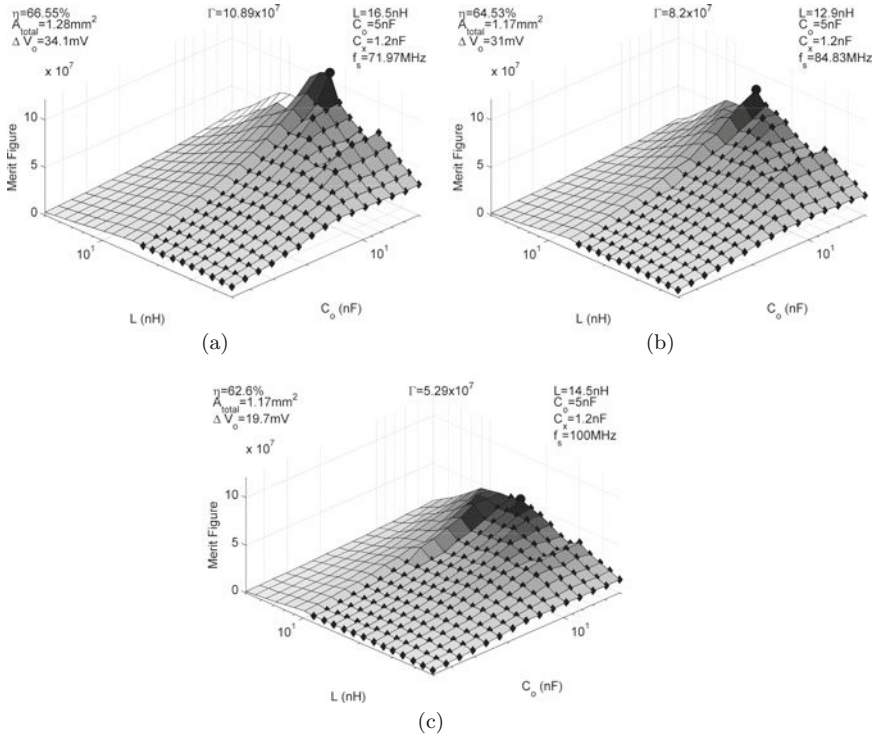 η=66.55%
A_total=1.28mm²
Δ V_o=34.1mV
Γ=10.89x10⁷
L=16.5nH
C_o=5nF
C_x=1.2nF
f_s=71.97MHz
x 10⁷
10
5
0
Merit Figure
10¹
10¹
L (nH)
C_o (nF)
(a)
η=64.53%
A_total=1.17mm²
Δ V_o=31mV
Γ=8.2x10⁷
L=12.9nH
C_o=5nF
C_x=1.2nF
f_s=84.83MHz
x 10⁷
10
5
0
Merit Figure
10¹
10¹
L (nH)
C_o (nF)
(b)
η=62.6%
A_total=1.17mm²
Δ V_o=19.7mV
Γ=5.29x10⁷
L=14.5nH
C_o=5nF
C_x=1.2nF
f_s=100MHz
x 10⁷
10
5
0
Merit Figure
10¹
10¹
L (nH)
C_o (nF)
(c)